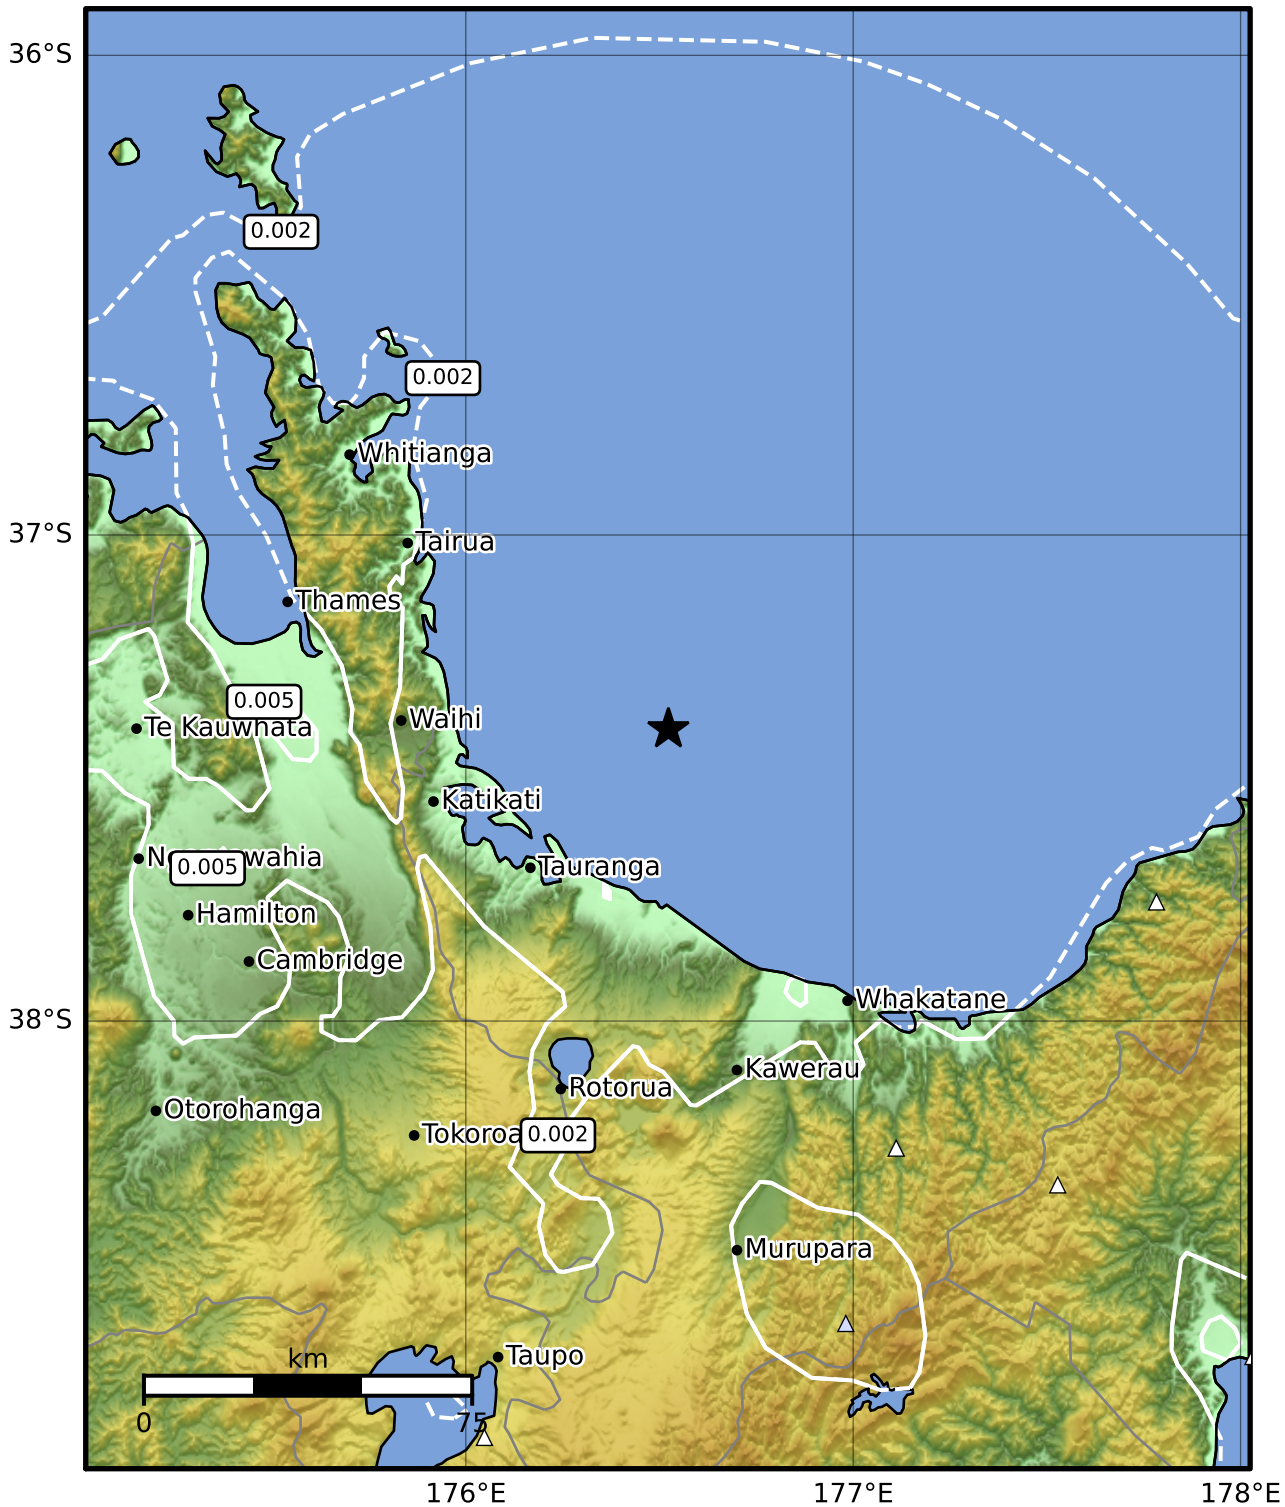 36°S
0.002
0.002
Whitianga
37°S
Tairua
Thames
0.005
Te Kauwhata
Waihi
Katikati
0.005
Tauranga
Hamilton
Cambridge
Whakatane
38°S
Kawerau
Rotorua
Otorohanga
Tokoroa
0.002
Murupara
Taupo
km
0
75
176°E
177°E
178°E